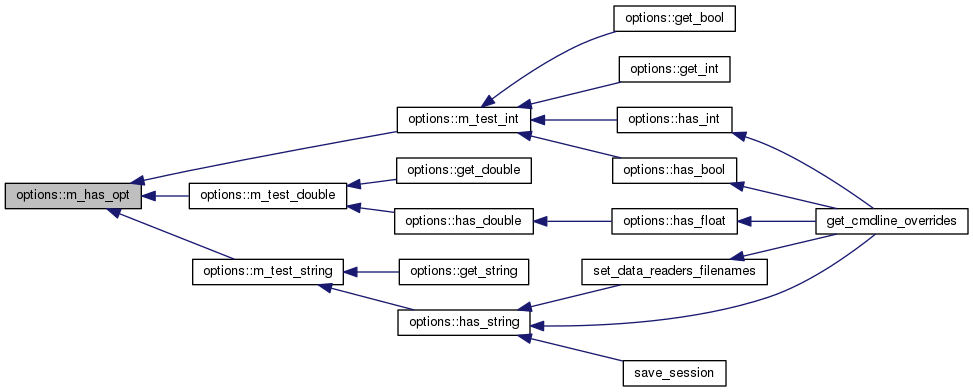 options::get_bool
options::get_int
options::m_test_int
options::has_int
options::get_double
options::has_bool
options::m_has_opt
options::m_test_double
options::has_double
options::has_float
get_cmdline_overrides
options::m_test_string
options::get_string
set_data_readers_filenames
options::has_string
save_session